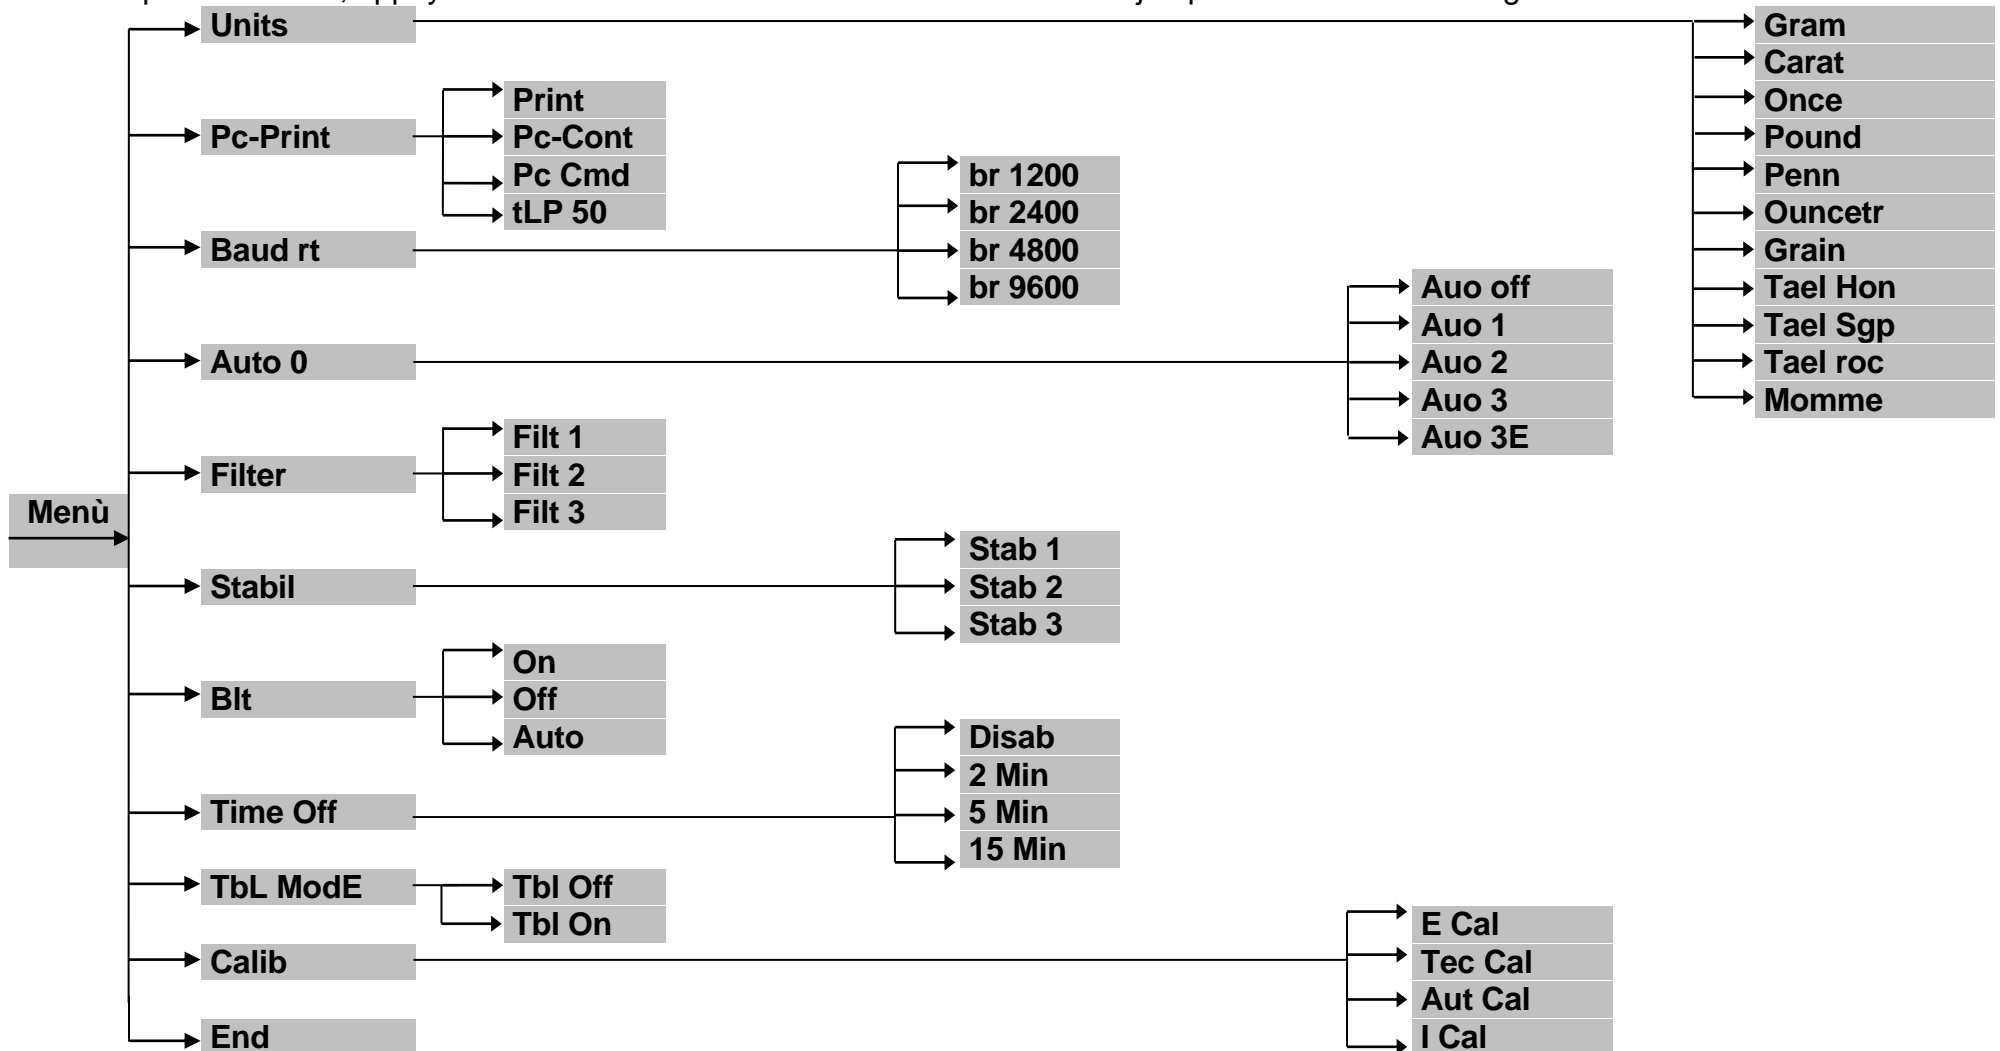 Units
Gram
Carat
Once
Pound
Penn
Ouncetr
Grain
Tael Hon
Tael Sgp
Tael roc
Momme
Pc-Print
Print
Pc-Cont
Pc Cmd
tLP 50
Baud rt
br 1200
br 2400
br 4800
br 9600
Auto 0
Auo off
Auo 1
Auo 2
Auo 3
Auo 3E
Filter
Filt 1
Filt 2
Filt 3
Menù
Stabil
Stab 1
Stab 2
Stab 3
Blt
On
Off
Auto
Time Off
Disab
2 Min
5 Min
15 Min
TbL ModE
Tbl Off
Tbl On
Calib
E Cal
Tec Cal
Aut Cal
I Cal
End